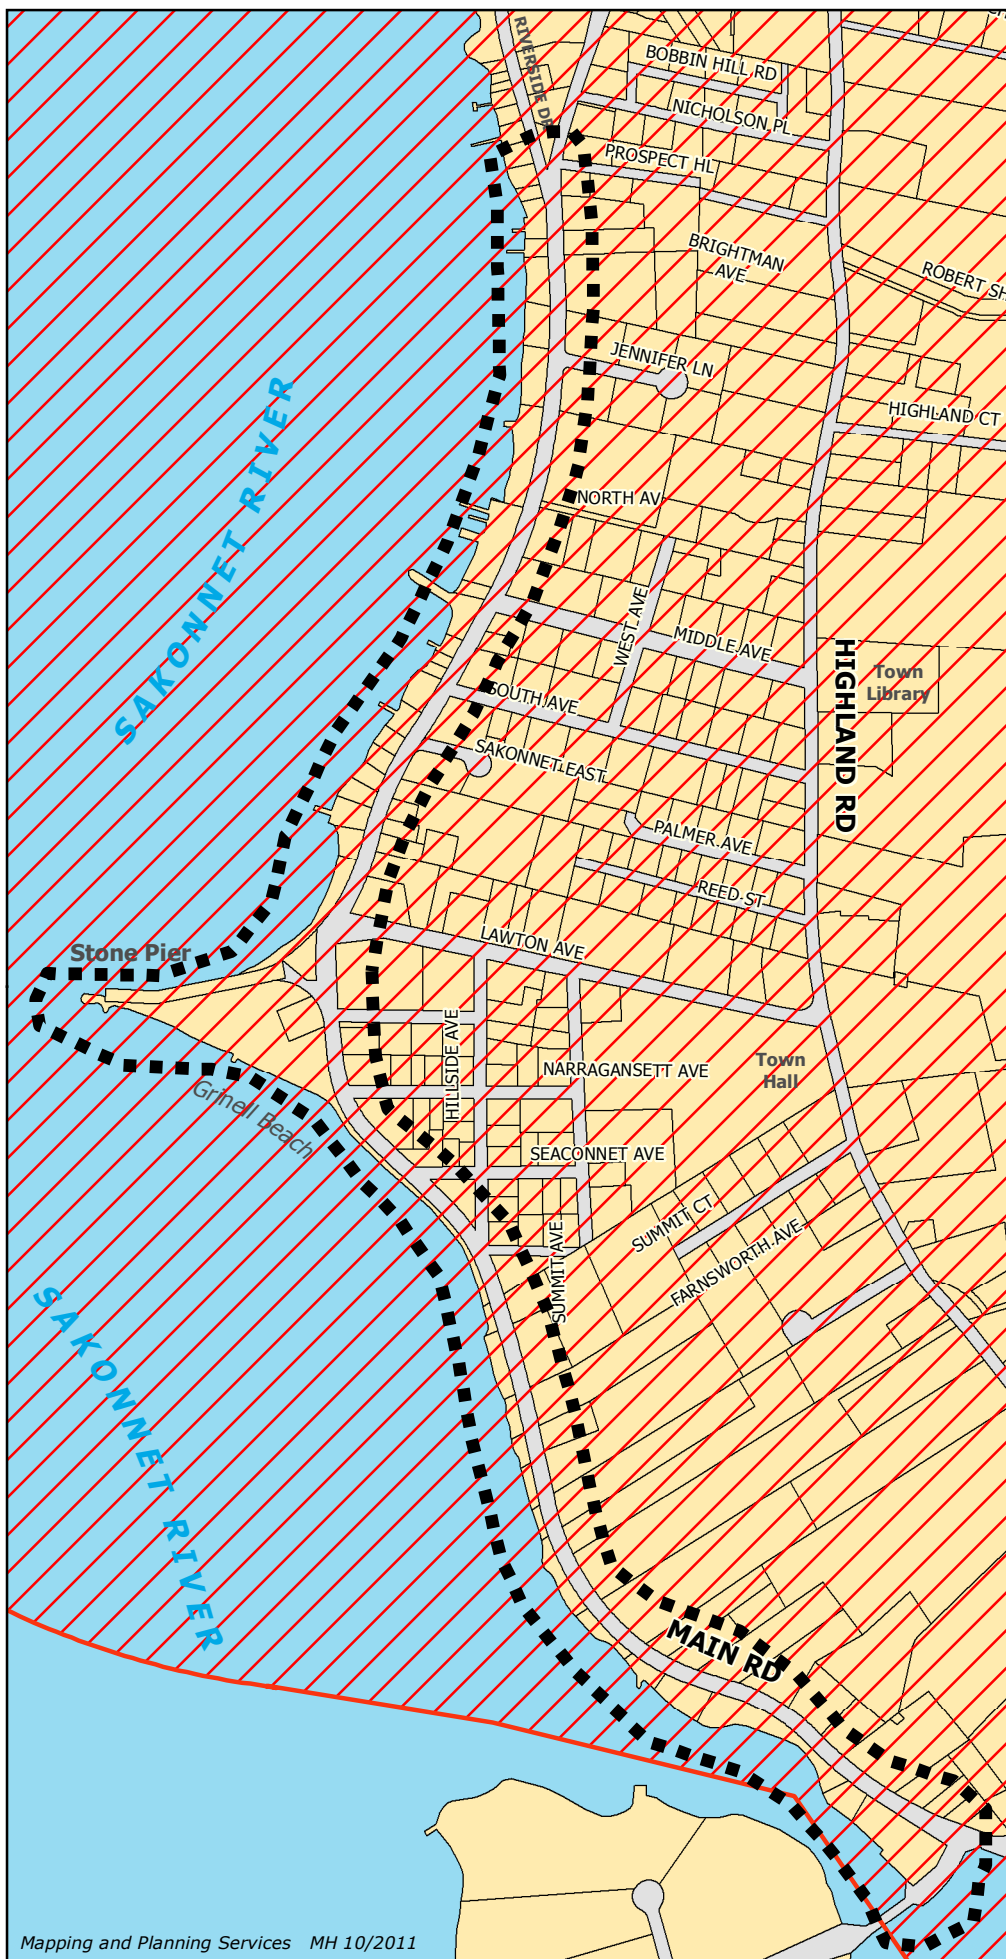 RIVERSIDE DR
BOBBIN HILL RD
NICHOLSON PL
PROSPECT HL
BRIGHTMAN
AVE
ROBERT SH
JENNIFER LN
HIGHLAND CT
SAKONNET RIVER
NORTH AV
WEST AVE
MIDDLE AVE
HIGHLAND RD
Town
Library
SOUTH AVE
SAKONNET EAST
PALMER AVE
REED ST
LAWTON AVE
Stone Pier
HILLSIDE AVE
NARRAGANSETT AVE
Town
Hall
Grinell Beach
SEACONNET AVE
SUMMIT CT
SUMMIT AVE
FARNSWORTH AVE
SAKONNET RIVER
MAIN RD
Mapping and Planning Services MH 10/2011